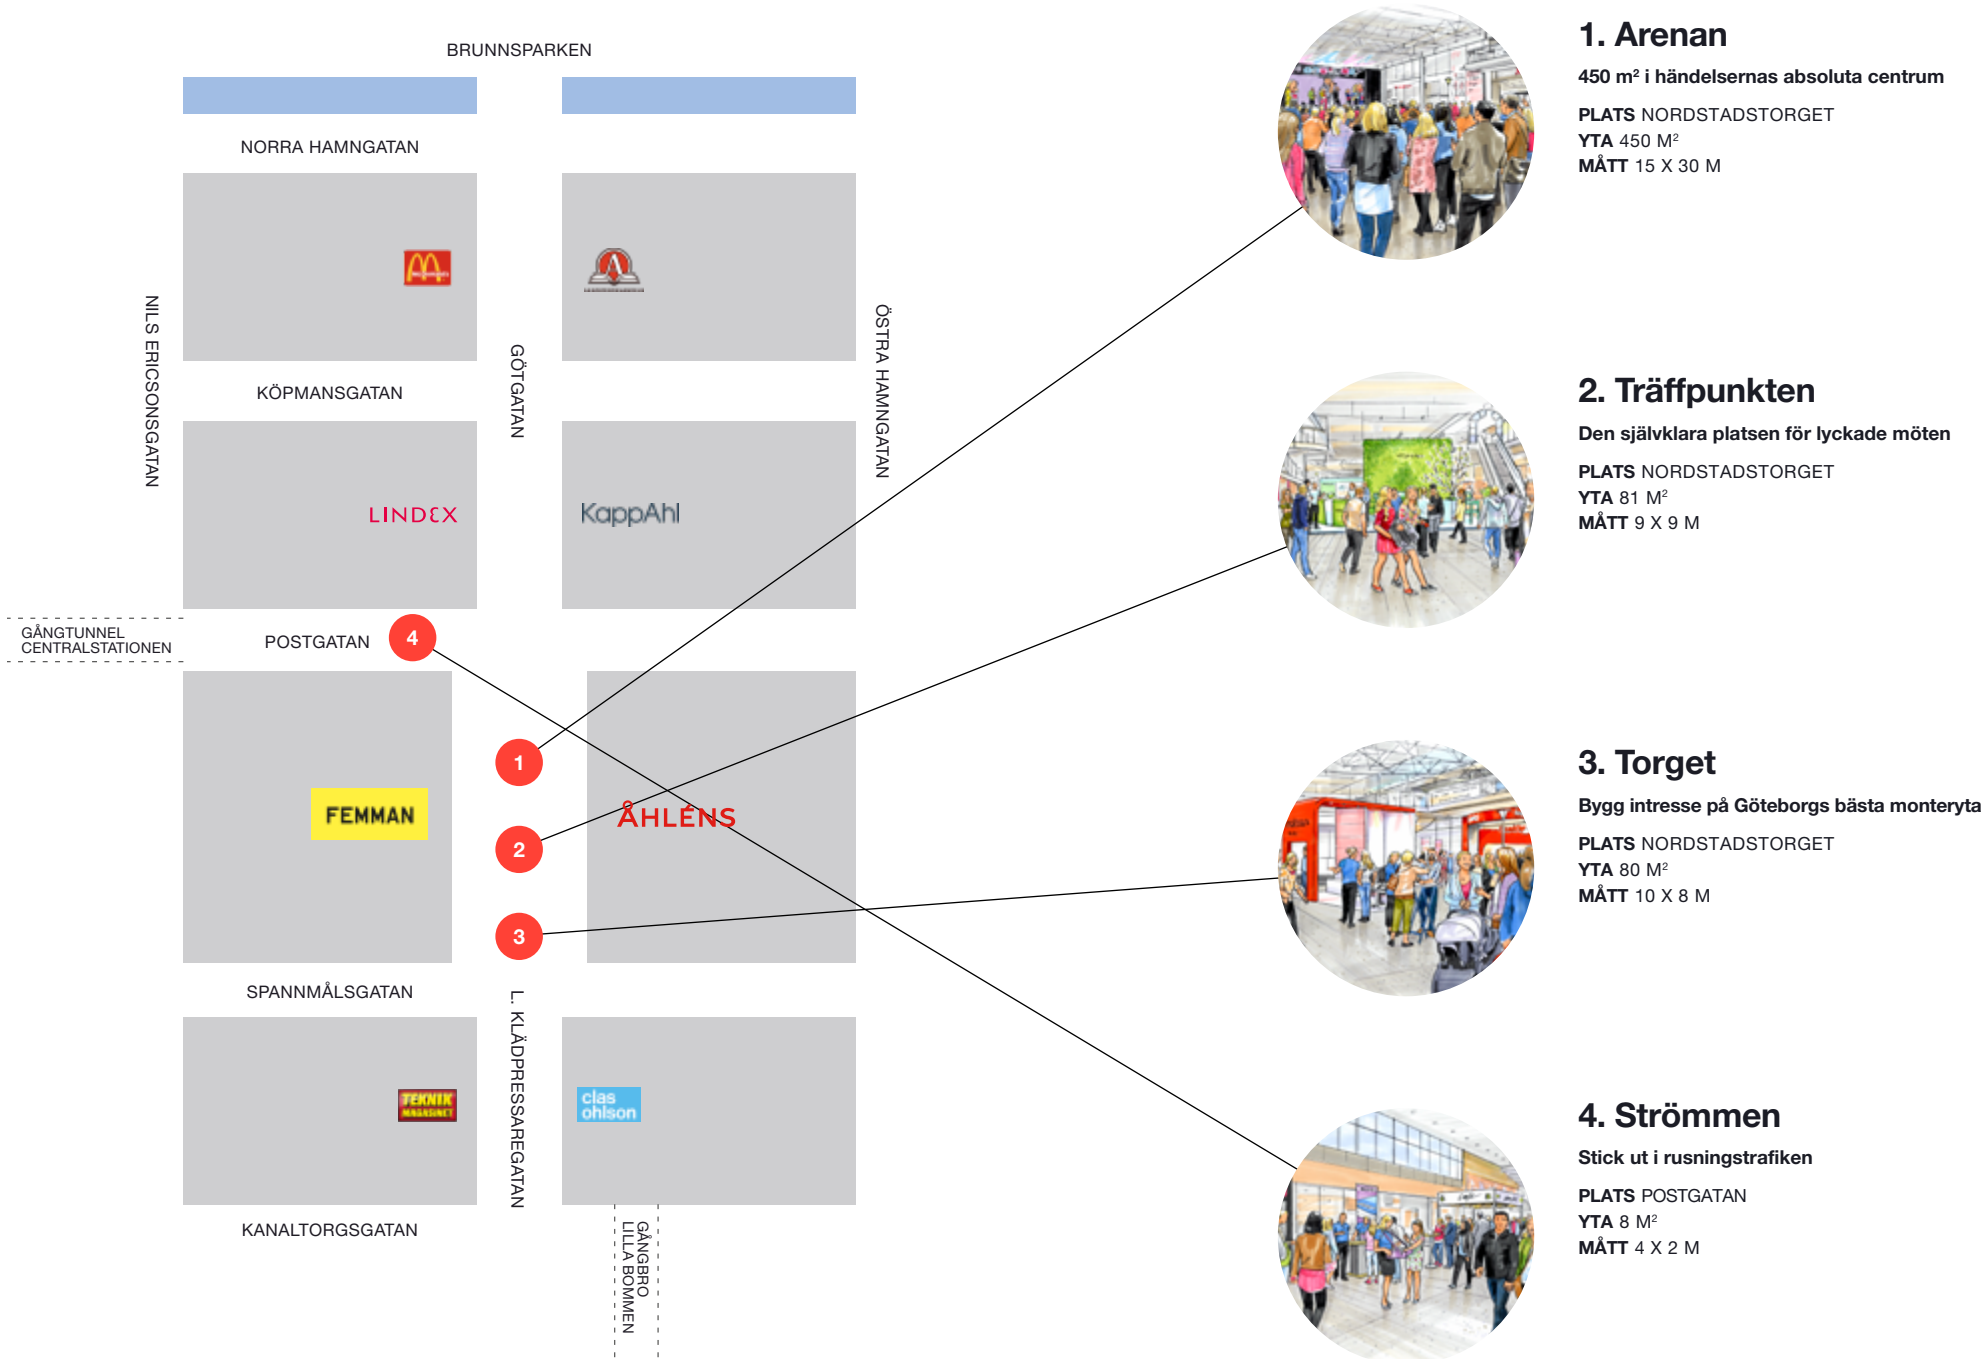 BRUNNSPARKEN
NORRA HAMNGATAN
NILS ERICSONSGATAN
GÖTGATAN
ÖSTRA HAMNGATAN
KÖPMANSGATAN
LINDEX
KappAhl
GÅNGTUNNEL
CENTRALSTATIONEN
POSTGATAN
4
1
FEMMAN
ÅHLÉNS
2
3
SPANNMÅLSGATAN
L. KLÄDPRESSAREGATAN
TEKNIK
MAGASINET
clas
ohlson
KANALTORGSGATAN
GÅNGBRO
LILLA BOMMEN
1. Arenan
450 m² i händelsernas absoluta centrum
PLATS NORDSTADSTORGET
YTA 450 M²
MÅTT 15 X 30 M
2. Träffpunkten
Den självklara platsen för lyckade möten
PLATS NORDSTADSTORGET
YTA 81 M²
MÅTT 9 X 9 M
3. Torget
Bygg intresse på Göteborgs bästa monteryta
PLATS NORDSTADSTORGET
YTA 80 M²
MÅTT 10 X 8 M
4. Strömmen
Stick ut i rusningstrafiken
PLATS POSTGATAN
YTA 8 M²
MÅTT 4 X 2 M